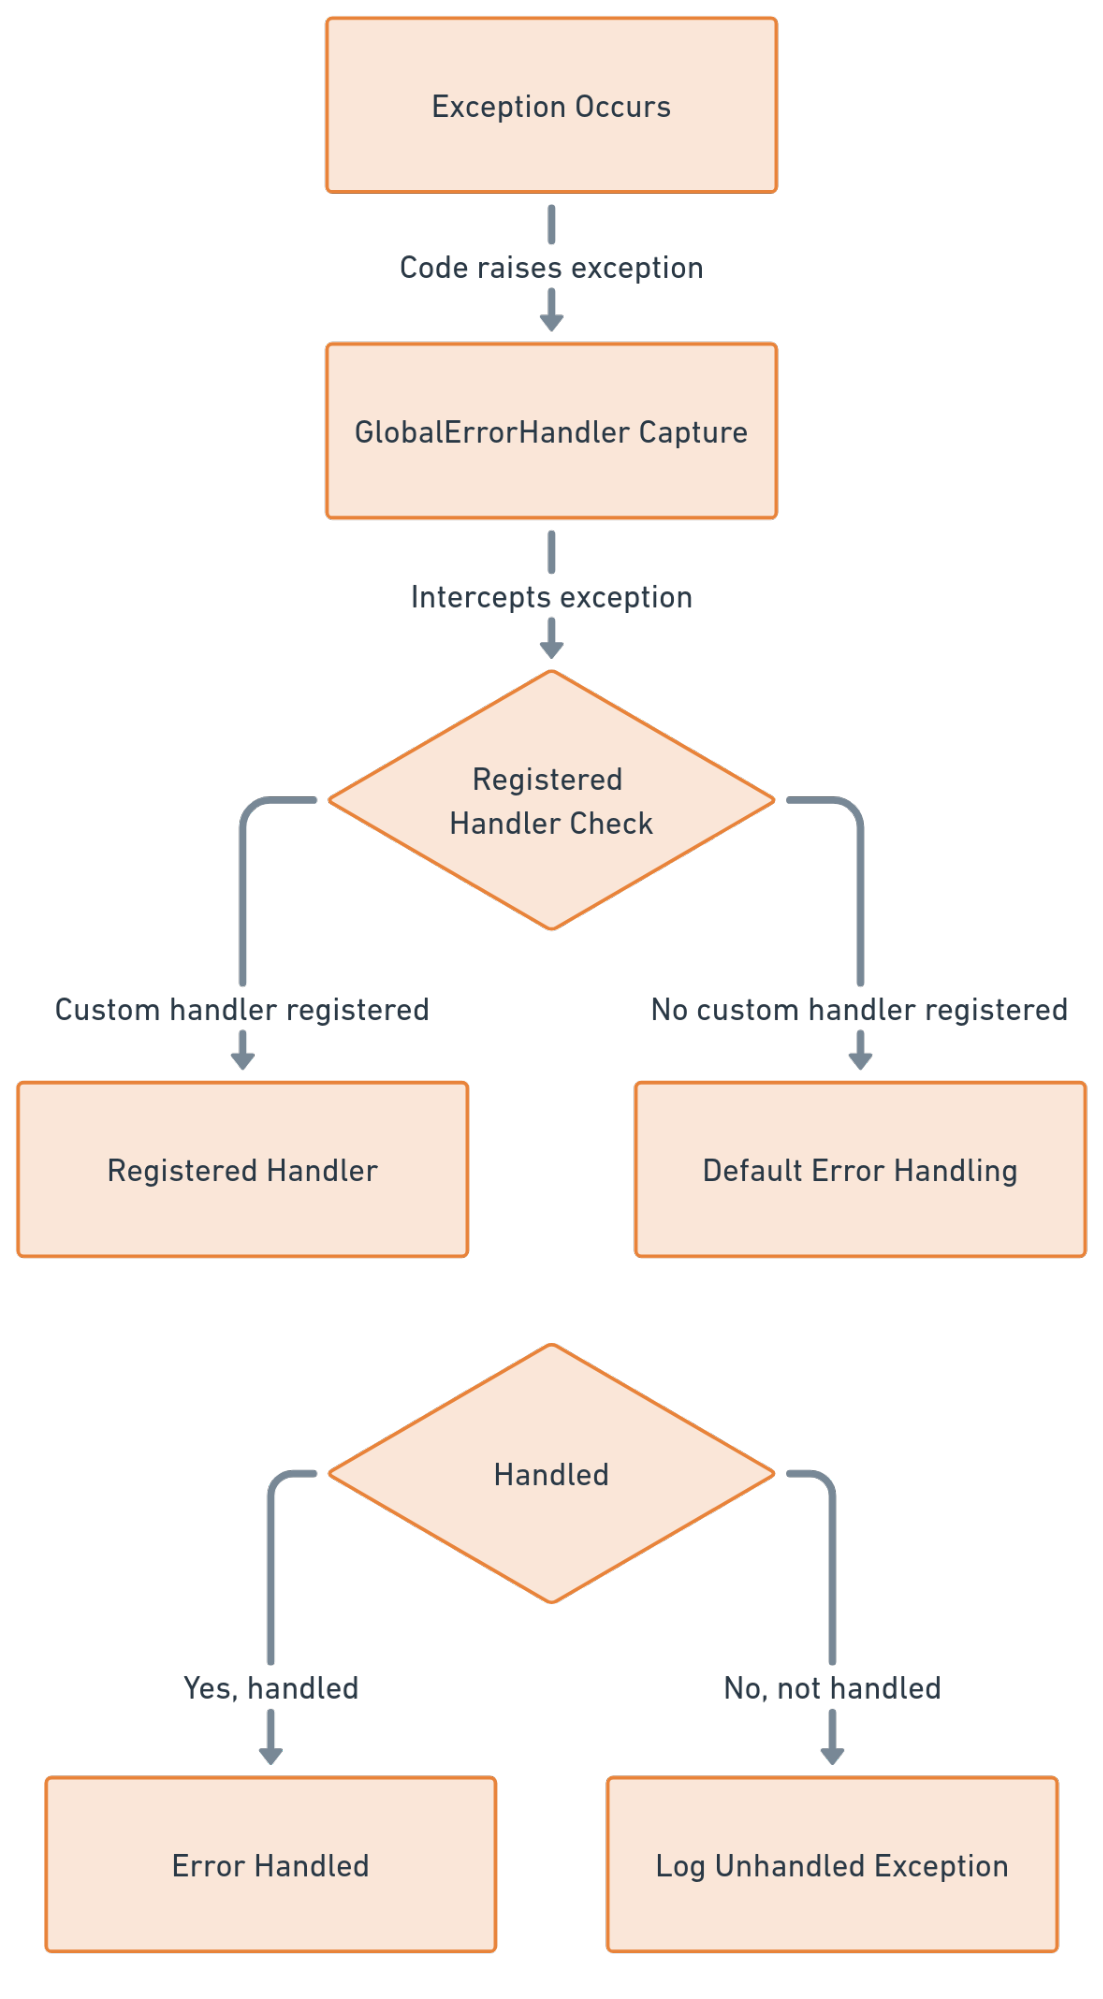 Exception Occurs
Code raises exception
GlobalErrorHandler Capture
Intercepts exception
Registered
Handler Check
Custom handler registered
No custom handler registered
Registered Handler
Default Error Handling
Handled
Yes, handled
No, not handled
Error Handled
Log Unhandled Exception